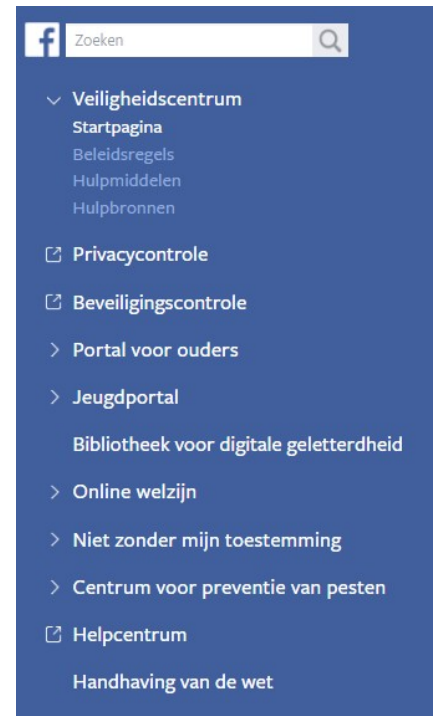 f Zoeken
Veiligheidscentrum
Startpagina
Beleidsregels
Hulpmiddelen
Hulpbronnen
Privacycontrole
Beveiligingscontrole
Portal voor ouders
Jeugdportal
Bibliotheek voor digitale geletterdheid
Online welzijn
Niet zonder mijn toestemming
Centrum voor preventie van pesten
Helpcentrum
Handhaving van de wet